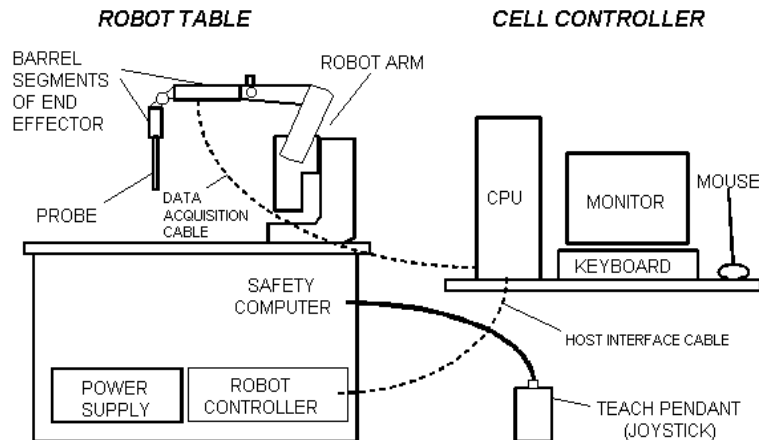 ROBOT TABLE
CELL CONTROLLER
BARREL
SEGMENTS
OF END
EFFECTOR
ROBOT ARM
PROBE
DATA
ACQUISITION
CABLE
CPU
MONITOR
MOUSE
KEYBOARD
SAFETY
COMPUTER
HOST INTERFACE CABLE
POWER
SUPPLY
ROBOT
CONTROLLER
TEACH PENDANT
(JOYSTICK)